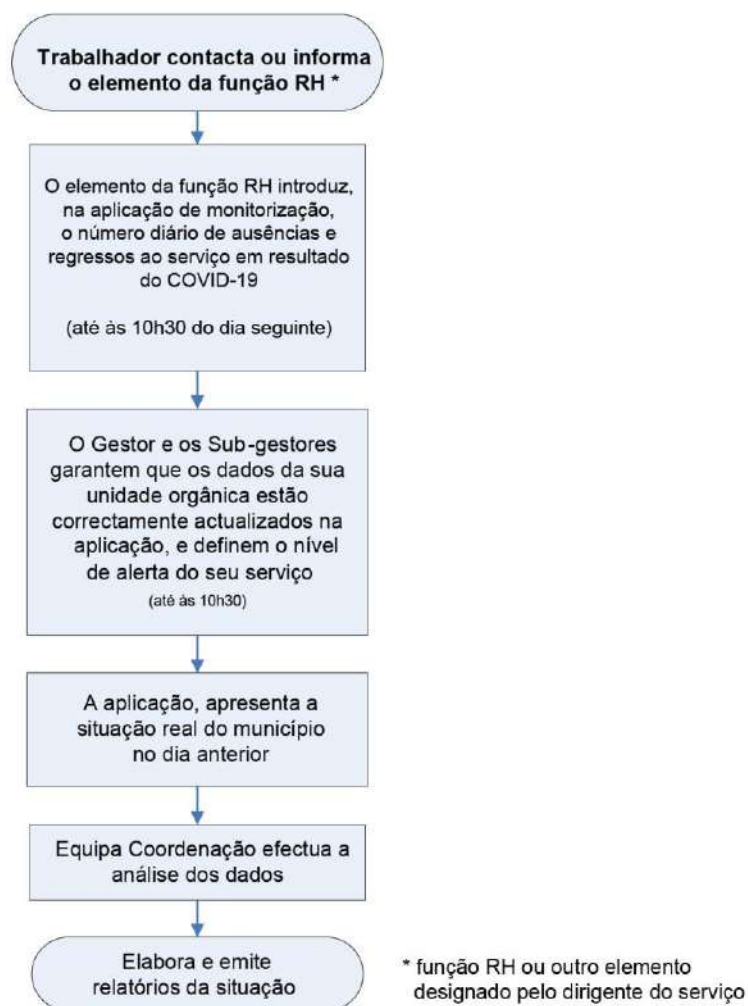 Trabalhador contacta ou informa
o elemento da função RH *
O elemento da função RH introduz,
na aplicação de monitorização,
o número diário de ausências e
regressos ao serviço em resultado
do COVID-19
(até às 10h30 do dia seguinte)
O Gestor e os Sub-gestores
garantem que os dados da sua
unidade orgânica estão
correctamente actualizados na
aplicação, e definem o nível
de alerta do seu serviço
(até às 10h30)
A aplicação, apresenta a
situação real do município
no dia anterior
Equipa Coordenação efectua a
análise dos dados
Elabora e emite
relatórios da situação
* função RH ou outro elemento
designado pelo dirigente do serviço